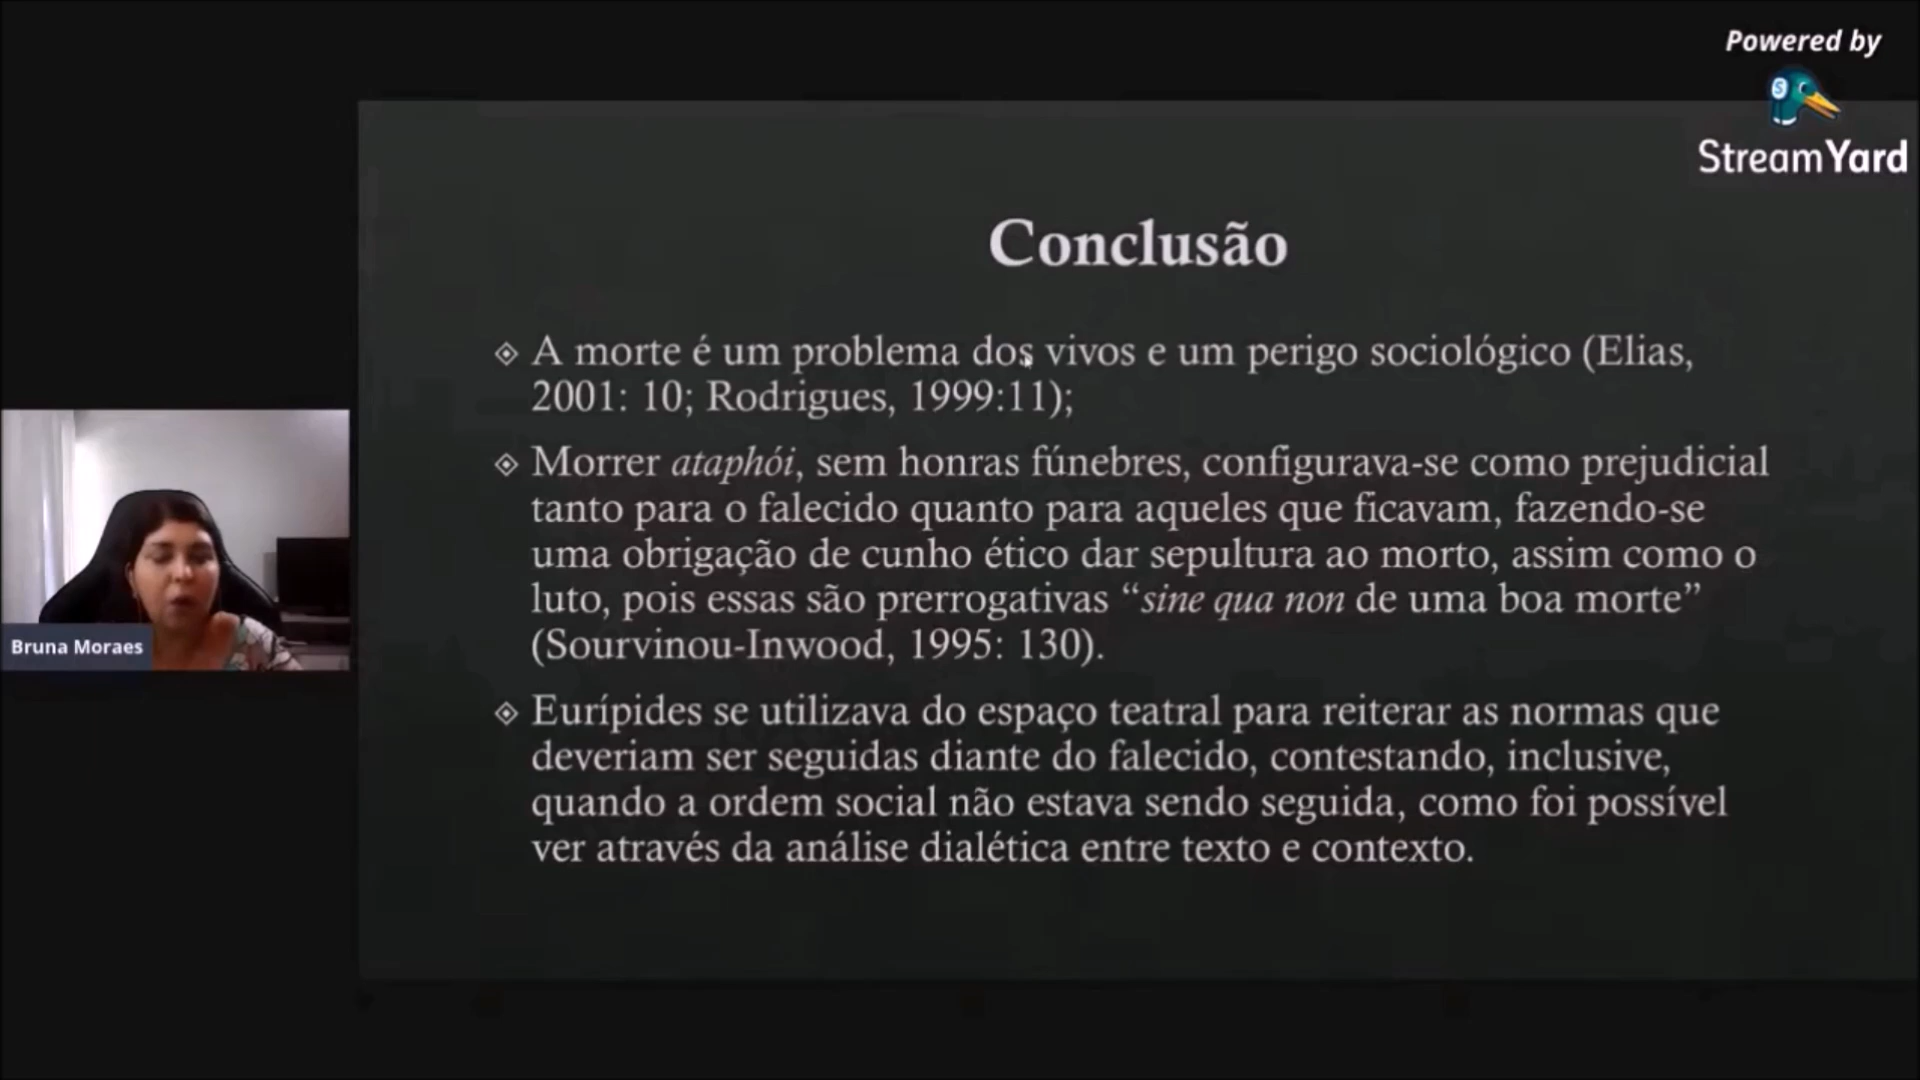 Powered by
StreamYard
Conclusão
A morte é um problema dos vivos e um perigo sociológico (Elias,
2001: 10; Rodrigues, 1999:11);
Morrer ataphói, sem honras fúnebres, configurava-se como prejudicial
tanto para o falecido quanto para aqueles que ficavam, fazendo-se
uma obrigação de cunho ético dar sepultura ao morto, assim como o
luto, pois essas são prerrogativas “sine qua non de uma boa morte”
(Sourvinou-Inwood, 1995: 130).
Eurípides se utilizava do espaço teatral para reiterar as normas que
deveriam ser seguidas diante do falecido, contestando, inclusive,
quando a ordem social não estava sendo seguida, como foi possível
ver através da análise dialética entre texto e contexto.
Bruna Moraes